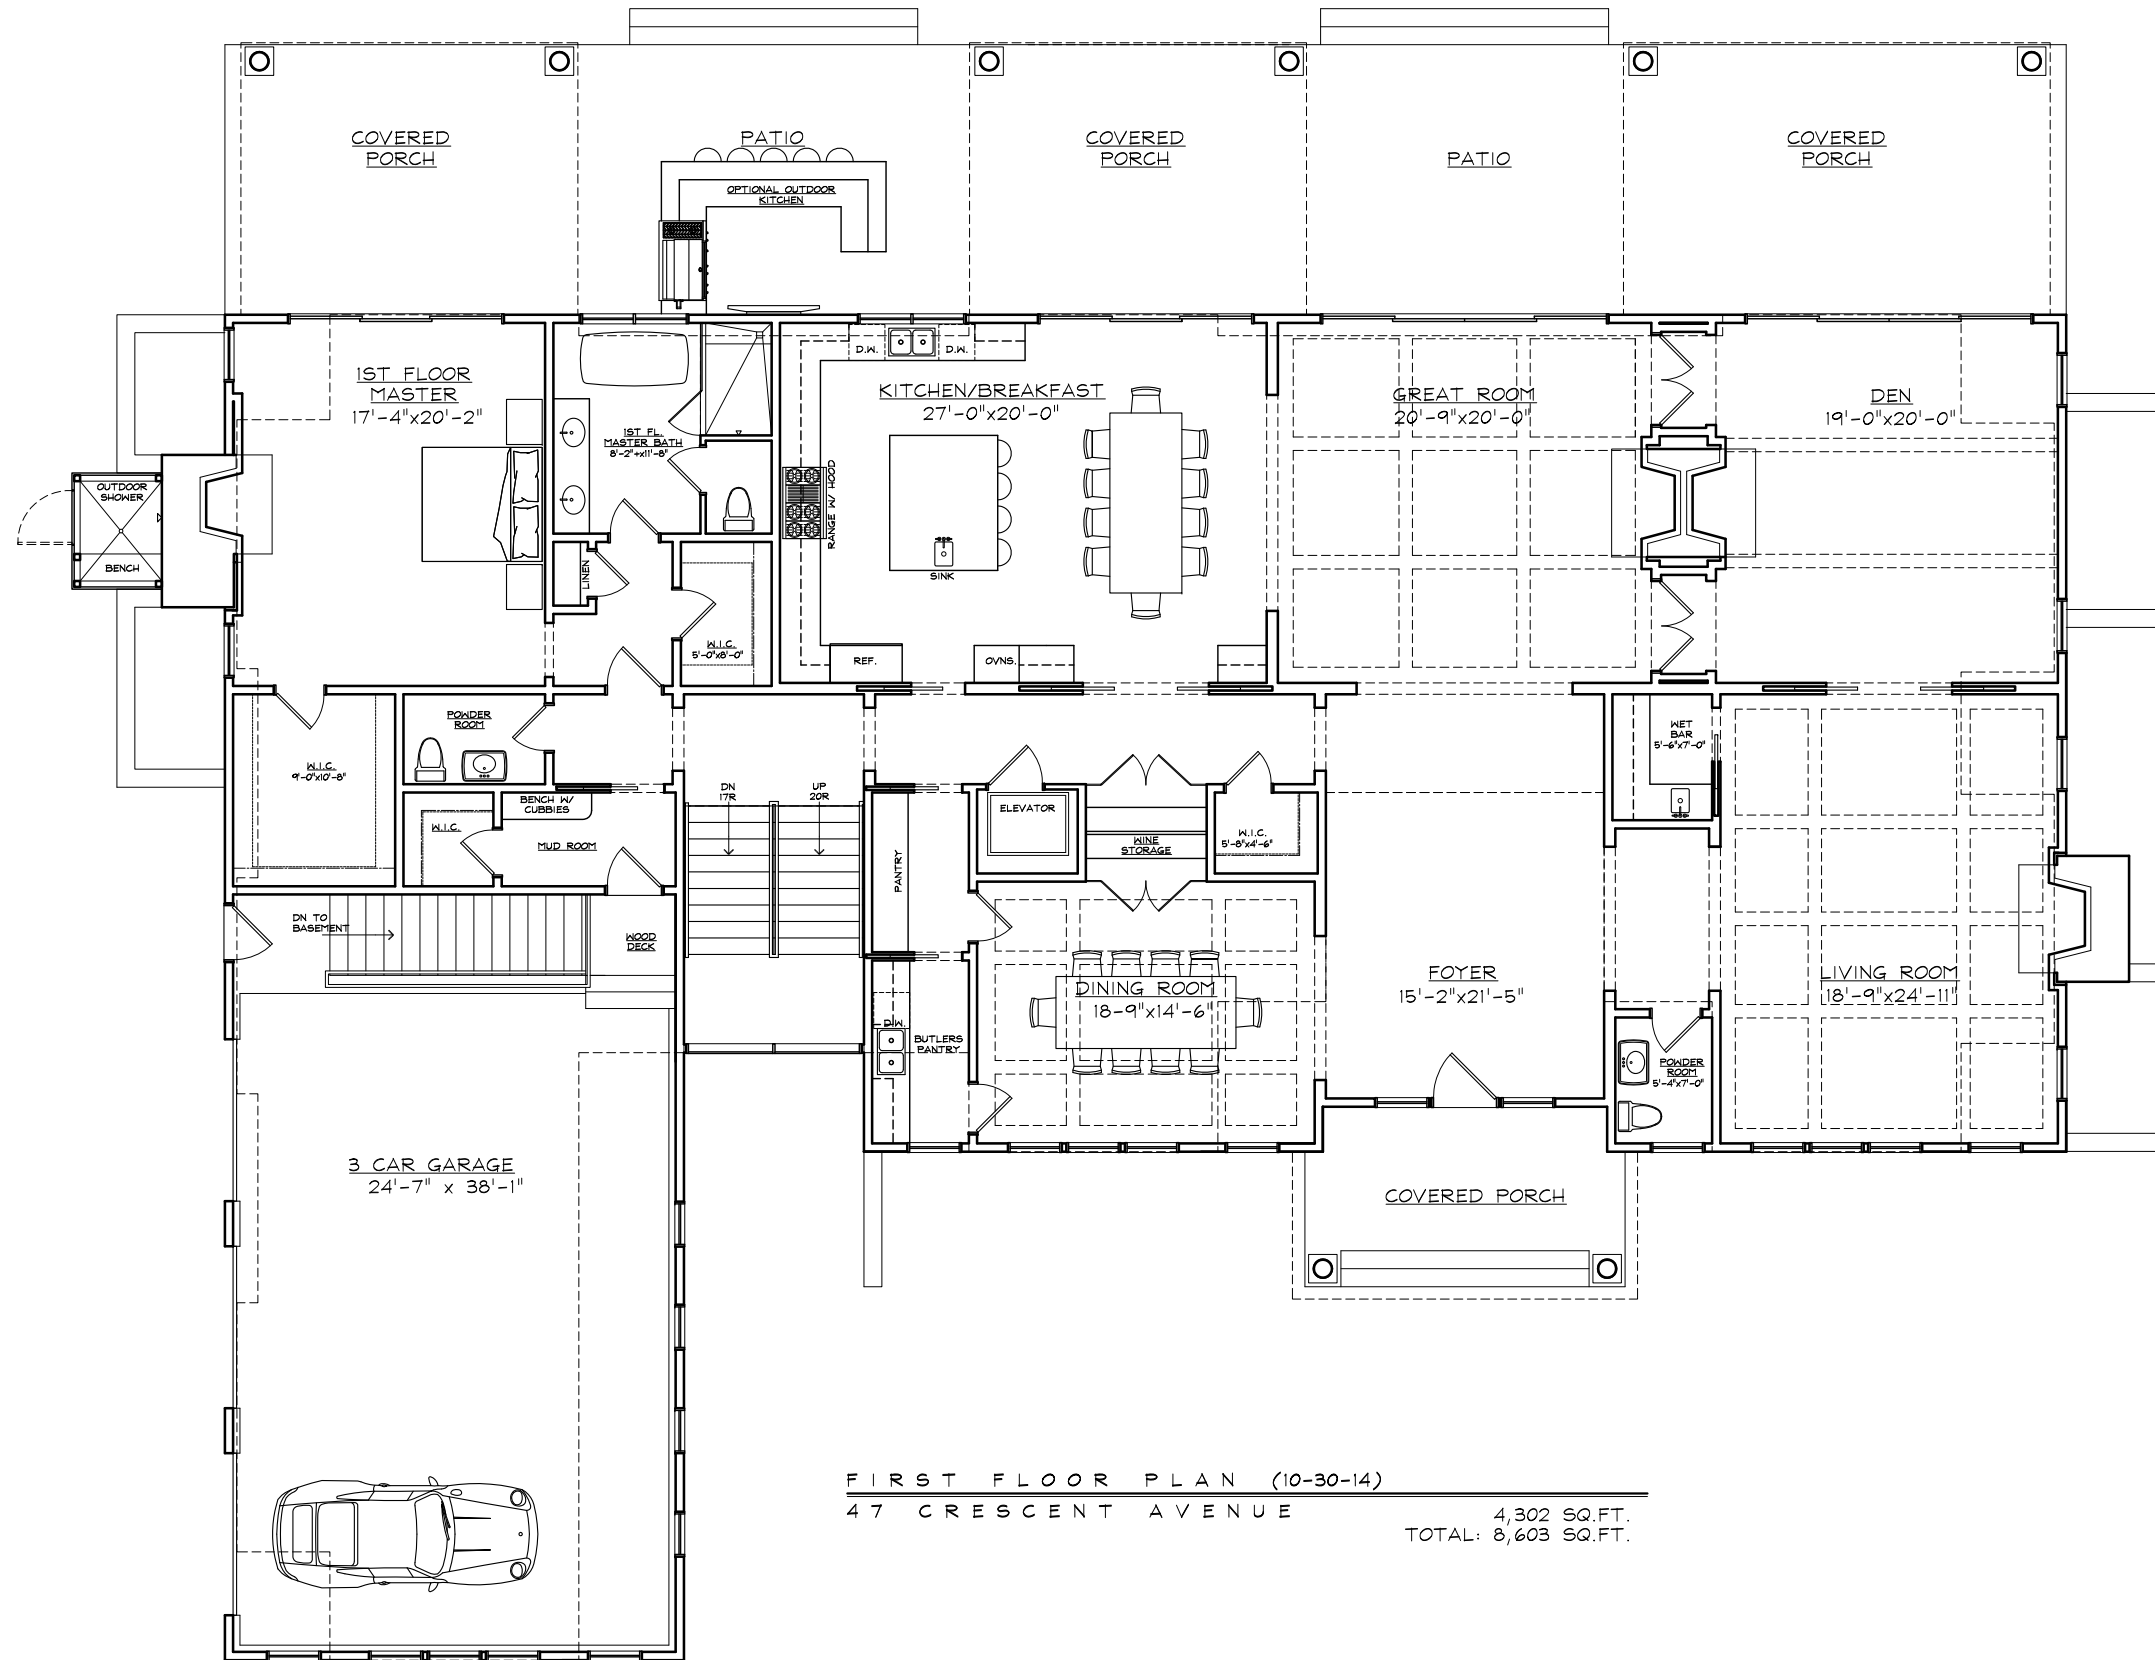 COVERED
PORCH
PATIO
COVERED
PORCH
PATIO
COVERED
PORCH
OPTIONAL OUTDOOR
KITCHEN
D.W.
D.W.
1ST FLOOR
MASTER
17'-4"x20'-2"
KITCHEN/BREAKFAST
27'-0"x20'-0"
GREAT ROOM
20'-9"x20'-0"
DEN
19'-0"x20'-0"
1ST FL.
MASTER BATH
8'-2"+x11'-8"
RANGE W/ HOOD
OUTDOOR
SHOWER
BENCH
LINEN
SINK
W.I.C.
5'-0"x8'-0"
REF.
OVNS.
POWDER
ROOM
W.I.C.
9'-0"x10'-8"
WET
BAR
5'-6"x7'-0"
DN
17R
UP
20R
BENCH W/
CUBBIES
W.I.C.
MUD ROOM
ELEVATOR
WINE
STORAGE
W.I.C.
5'-8"x4'-6"
PANTRY
DN TO
BASEMENT
WOOD
DECK
FOYER
15'-2"x21'-5"
LIVING ROOM
18'-9"x24'-11"
DINING ROOM
18-9"x14'-6"
D.W.
BUTLERS
PANTRY
POWDER
ROOM
5'-4"x7'-0"
3 CAR GARAGE
24'-7" x 38'-1"
COVERED PORCH
FIRST FLOOR PLAN (10-30-14)
47 CRESCENT AVENUE
4,302 SQ.FT.
TOTAL: 8,603 SQ.FT.